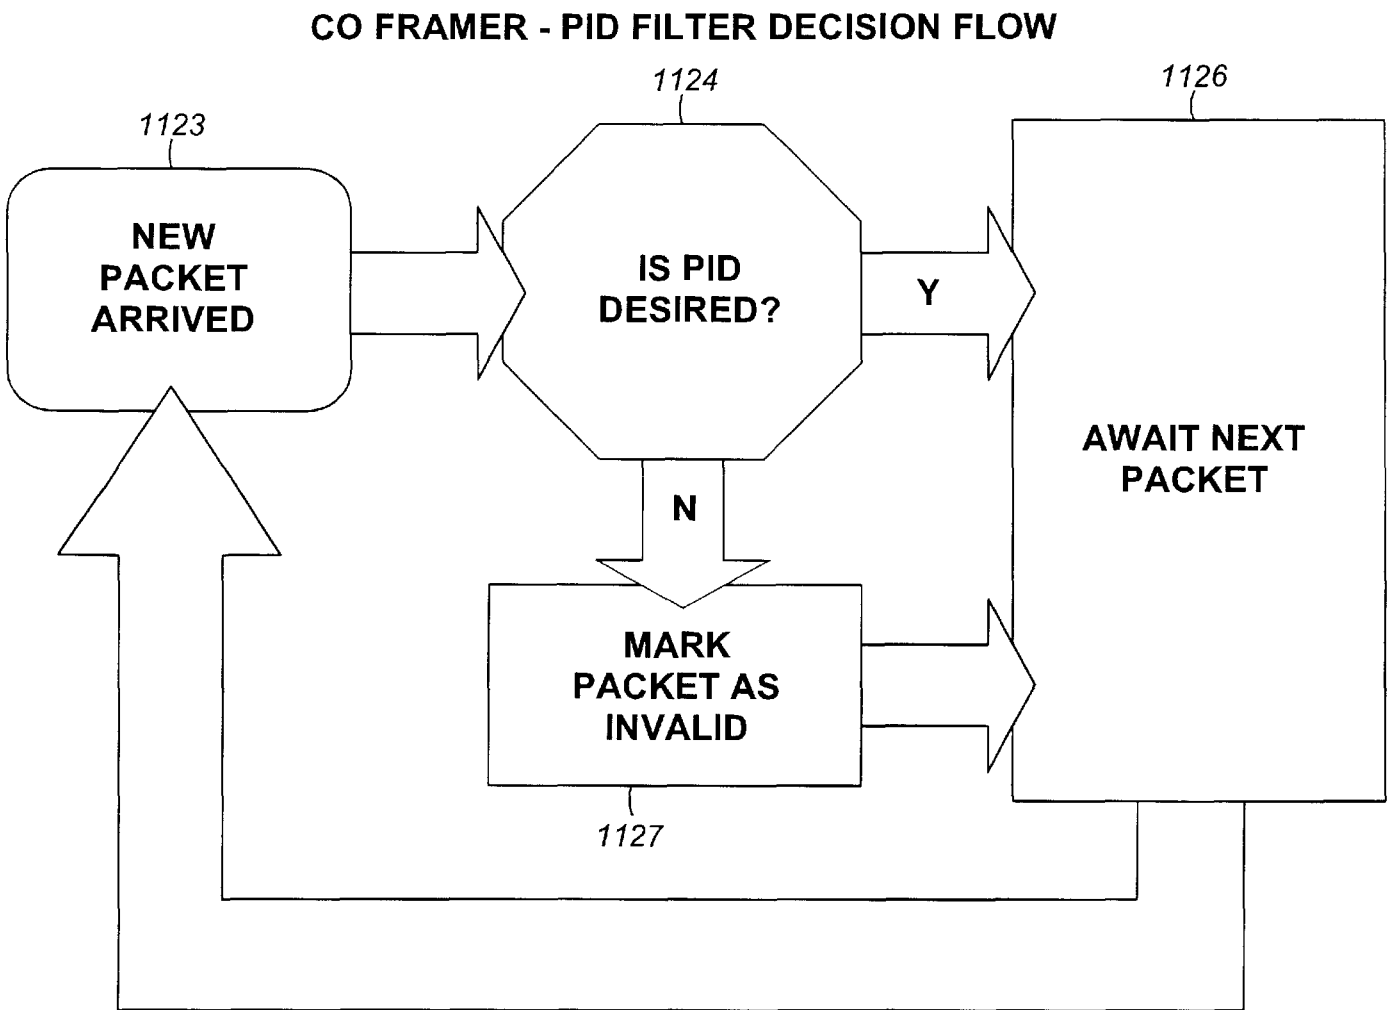 CO FRAMER - PID FILTER DECISION FLOW
1123
1124
1126
NEW
PACKET
ARRIVED
IS PID
DESIRED?
Y
N
AWAIT NEXT
PACKET
MARK
PACKET AS
INVALID
1127